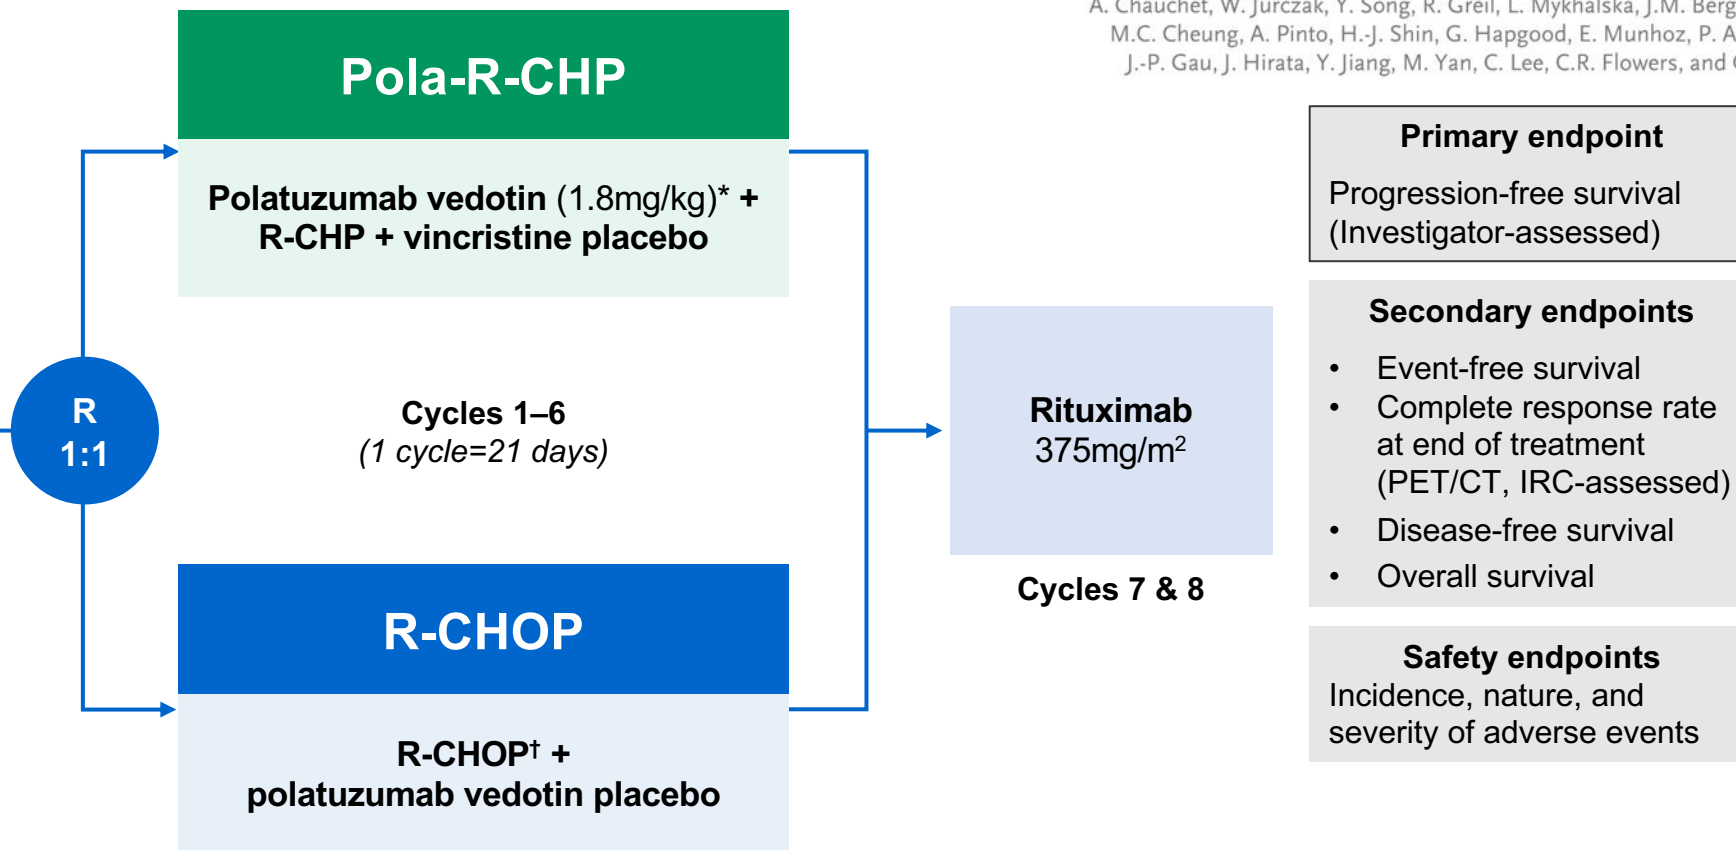 A. Chauchet, W. Jurczak, Y. Song, R. Greil, L. Mykhalska, J.M. Berg
M.C. Cheung, A. Pinto, H.-J. Shin, G. Hapgood, E. Munhoz, P. A
J.-P. Gau, J. Hirata, Y. Jiang, M. Yan, C. Lee, C.R. Flowers, and
Pola-R-CHP
Polatuzumab vedotin (1.8mg/kg)* +
R-CHP + vincristine placebo
R
1:1
Cycles 1–6
(1 cycle=21 days)
R-CHOP
R-CHOP† +
polatuzumab vedotin placebo
Rituximab
375mg/m²
Cycles 7 & 8
Primary endpoint
Progression-free survival
(Investigator-assessed)
Secondary endpoints
• Event-free survival
• Complete response rate
at end of treatment
(PET/CT, IRC-assessed)
• Disease-free survival
• Overall survival
Safety endpoints
Incidence, nature, and
severity of adverse events